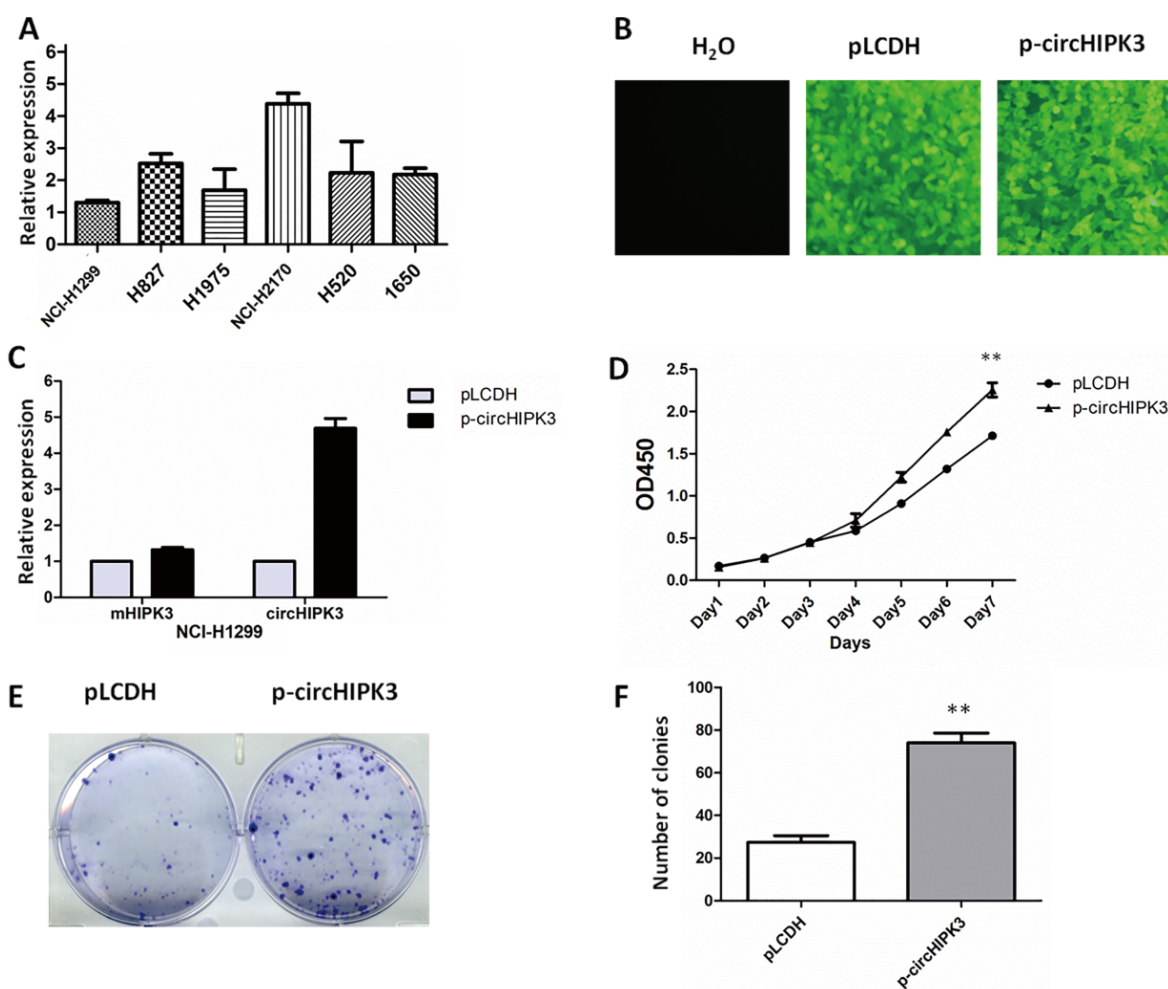 A
Relative expression
6
5
4
3
2
1
0
NCI-H1299
H827
H1975
NCI-H2170
H520
1650
B
H₂O
pLCDH
p-circHIPK3
C
Relative expression
6
5
4
3
2
1
0
mHIPK3
circHIPK3
NCI-H1299
pLCDH
p-circHIPK3
D
OD450
2.5
2.0
1.5
1.0
0.5
0.0
**
pLCDH
p-circHIPK3
Day1
Day2
Day3
Day4
Day5
Day6
Day7
Days
E
pLCDH
p-circHIPK3
F
Number of clonies
100
80
60
40
20
0
**
pLCDH
p-circHIPK3